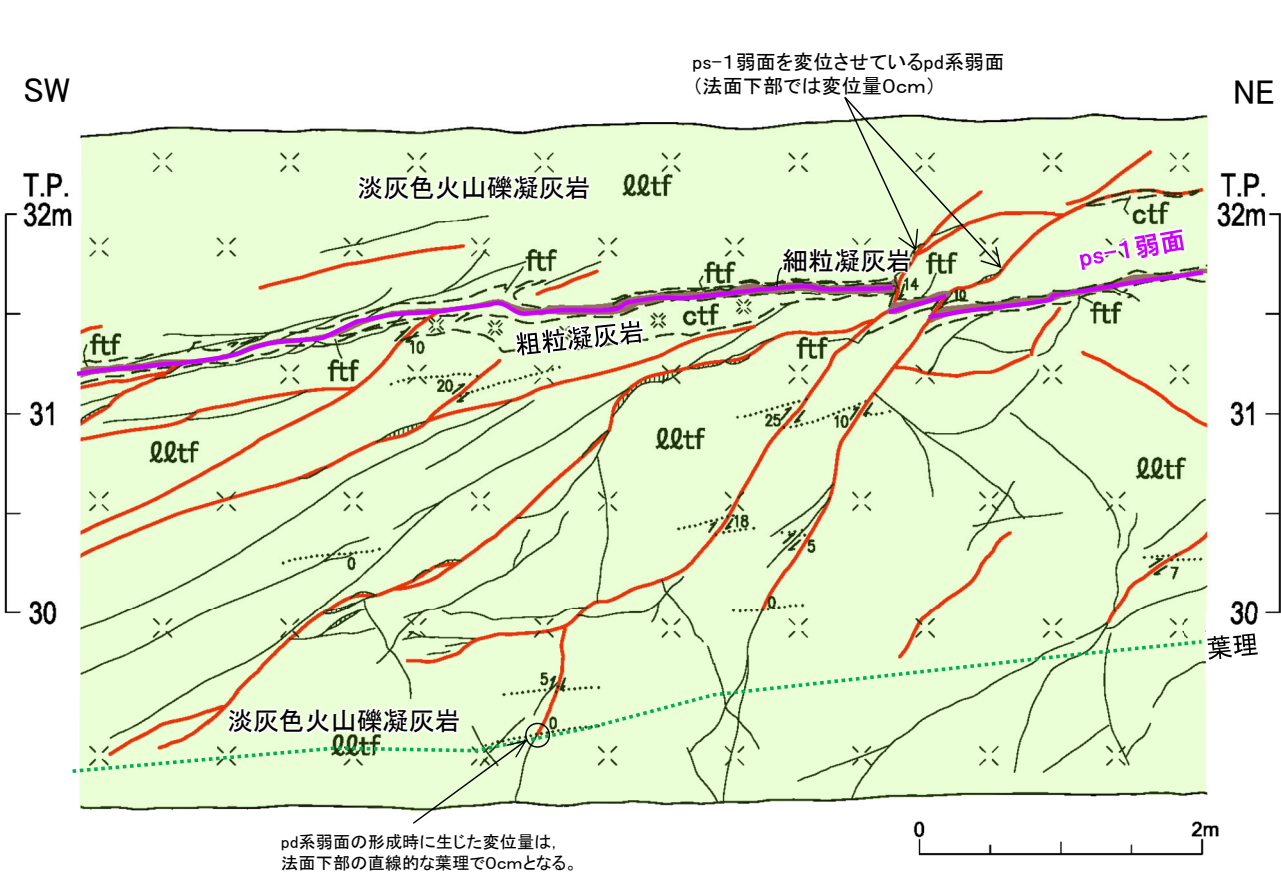 ps-1弱面を変位させているpd系弱面
(法面下部では変位量0cm)
SW
NE
T.P.
32m
31
30
T.P.
32m
31
30
淡灰色火山礫凝灰岩
ℓℓtf
ctf
ps-1弱面
ftf
ftf
細粒凝灰岩
ftf
14
10
ctf
ftf
粗粒凝灰岩
ftf
10
ftf
ftf
20
25
10
ℓℓtf
ℓℓtf
ℓℓtf
18
5
0
7
0
葉理
5
0
淡灰色火山礫凝灰岩
ℓℓtf
pd系弱面の形成時に生じた変位量は,
法面下部の直線的な葉理で0cmとなる。
0
2m